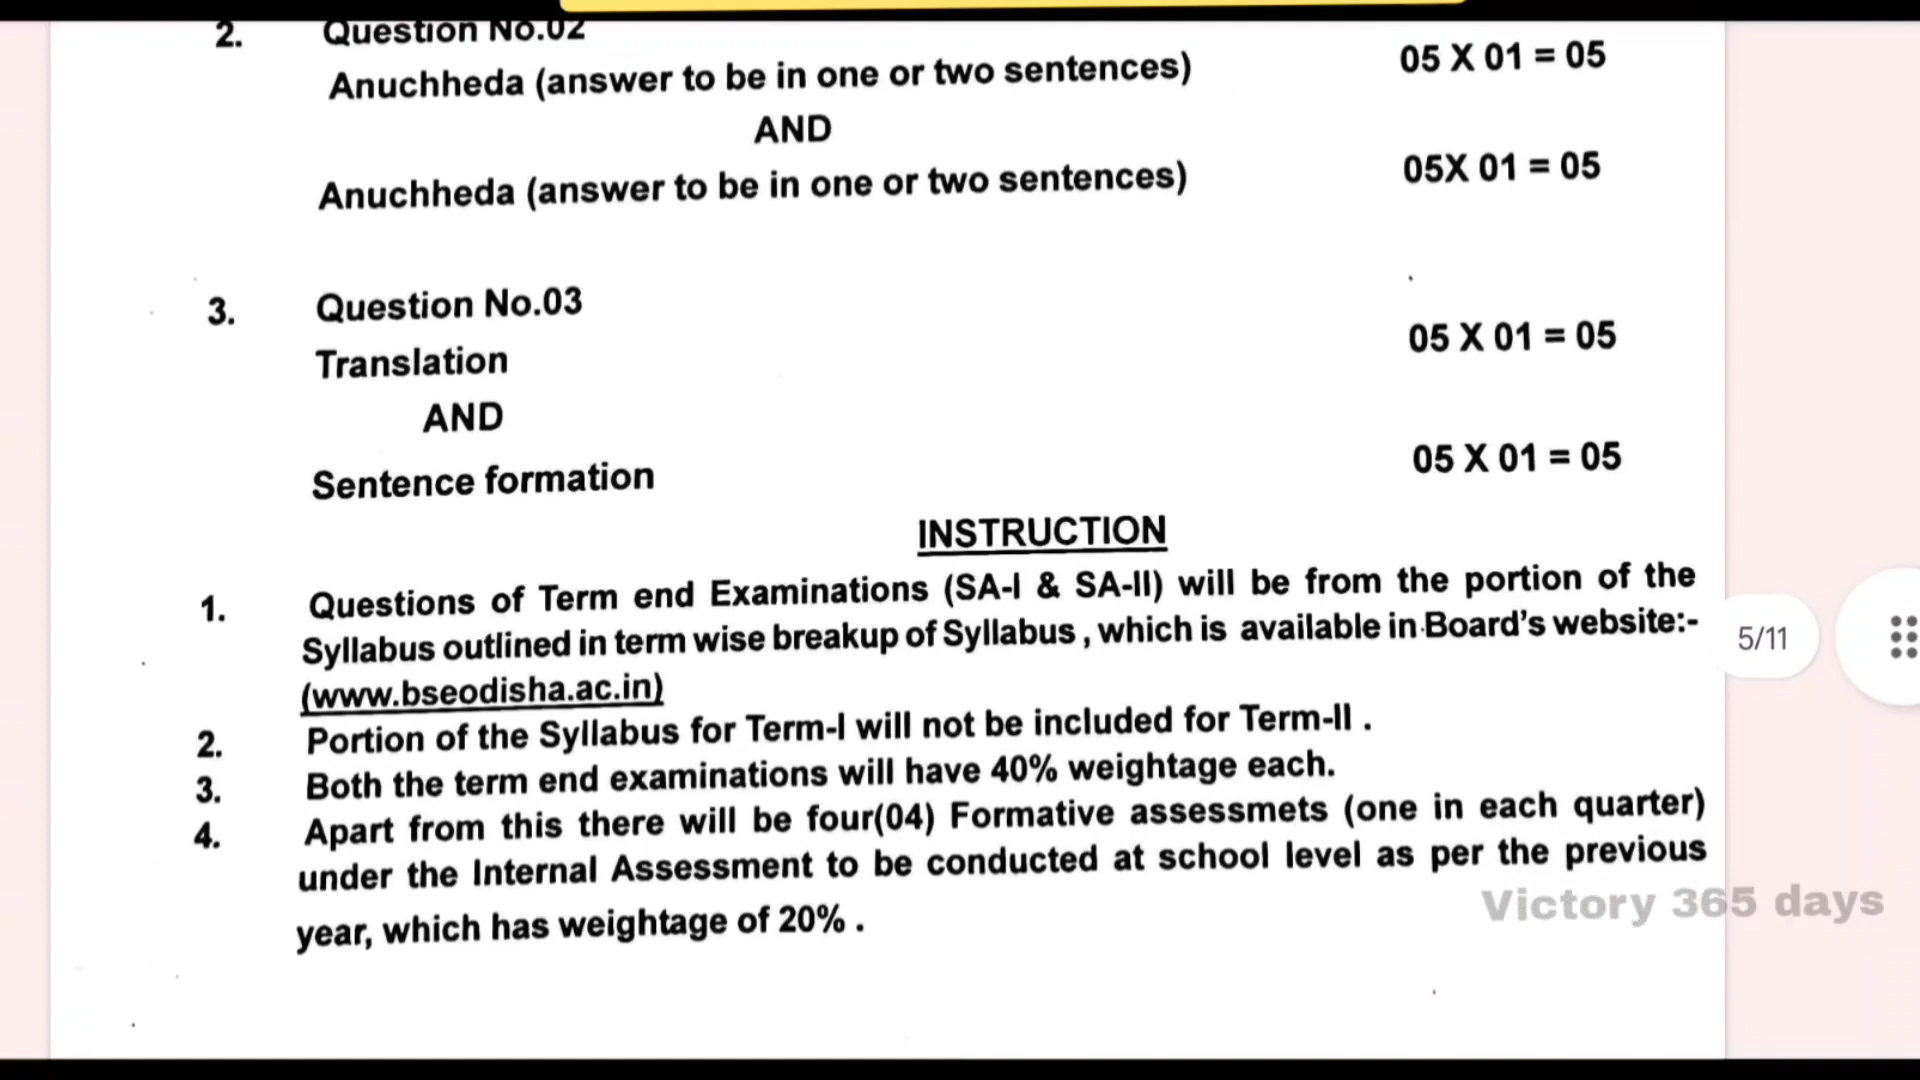 2. Question No.02
Anuchheda (answer to be in one or two sentences) 05 X 01 = 05
AND
Anuchheda (answer to be in one or two sentences) 05X 01 = 05
3. Question No.03
Translation 05 X 01 = 05
AND
Sentence formation 05 X 01 = 05
INSTRUCTION
1. Questions of Term end Examinations (SA-I & SA-II) will be from the portion of the
Syllabus outlined in term wise breakup of Syllabus , which is available in Board's website:-
(www.bseodisha.ac.in)
2. Portion of the Syllabus for Term-I will not be included for Term-II .
3. Both the term end examinations will have 40% weightage each.
4. Apart from this there will be four(04) Formative assessmets (one in each quarter)
under the Internal Assessment to be conducted at school level as per the previous
year, which has weightage of 20% .
5/11
Victory 365 days